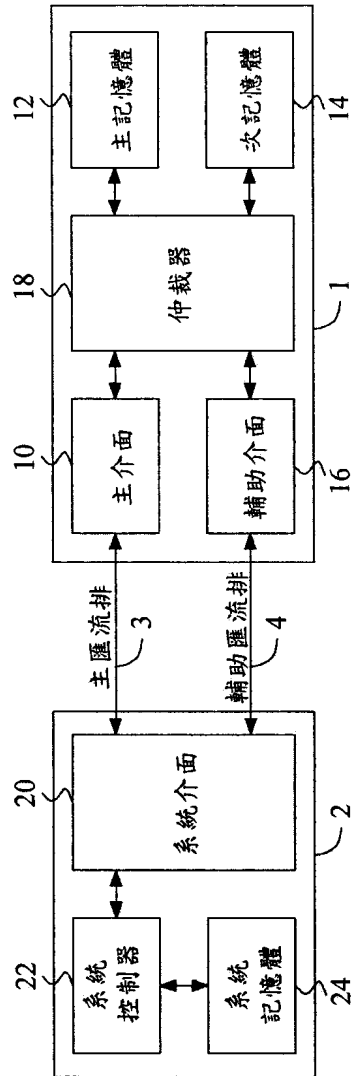 22
20
10
18
12
系統
控制器
系統介面
主匯流排
3
主介面
仲裁器
主記憶體
系統
記憶體
輔助匯流排
4
輔助介面
次記憶體
24
2
16
1
14